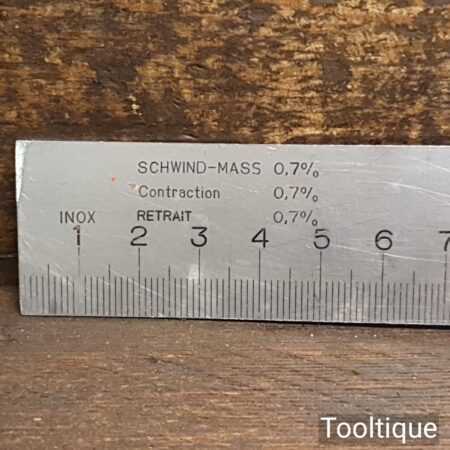 SCHWIND-MASS 0,7%
Contraction 0,7%
INOX RETRAIT 0,7%
1 2 3 4 5 6 7
Tooltique